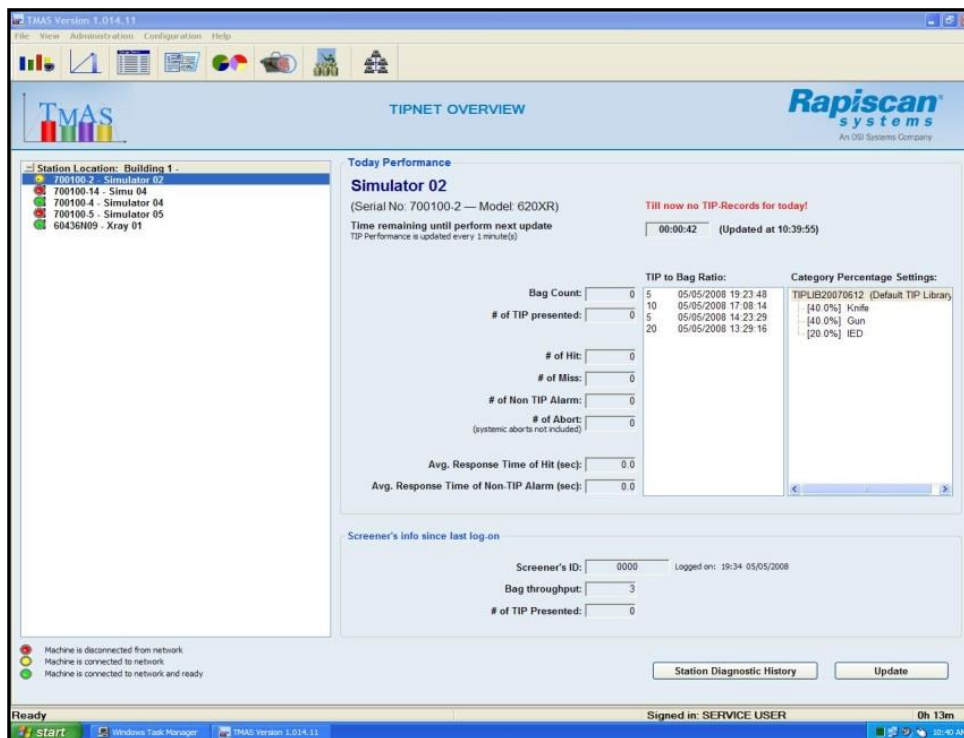 TMAS Version 1.014.11
File View Administration Configuration Help
TMAS
TIPNET OVERVIEW
Rapiscan
systems
An OSI Systems Company
Station Location: Building 1 -
700100-2 - Simulator 02
700100-14 - Simu 04
700100-4 - Simulator 04
700100-5 - Simulator 05
60436N09 - Xray 01
Machine is disconnected from network
Machine is connected to network
Machine is connected to network and ready
Today Performance
Simulator 02
(Serial No: 700100-2 — Model: 620XR)
Till now no TIP-Records for today!
Time remaining until perform next update
TIP Performance is updated every 1 minute(s)
00:00:42 (Updated at 10:39:55)
Bag Count: 0
# of TIP presented: 0
# of Hit: 0
# of Miss: 0
# of Non TIP Alarm: 0
# of Abort: 0
(systemic aborts not included)
Avg. Response Time of Hit (sec): 0.0
Avg. Response Time of Non-TIP Alarm (sec): 0.0
TIP to Bag Ratio:
5 05/05/2008 19:23:48
10 05/05/2008 17:08:14
5 05/05/2008 14:23:29
20 05/05/2008 13:29:16
Category Percentage Settings:
TIPLIB20070612 (Default TIP Library
[40.0%] Knife
[40.0%] Gun
[20.0%] IED
Screener's info since last log-on
Screener's ID: 0000 Logged on: 19:34 05/05/2008
Bag throughput: 3
# of TIP Presented: 0
Station Diagnostic History
Update
Ready
Signed in: SERVICE USER
0h 13m
start
Windows Task Manager
TMAS Version 1.014.11
10:40 AM